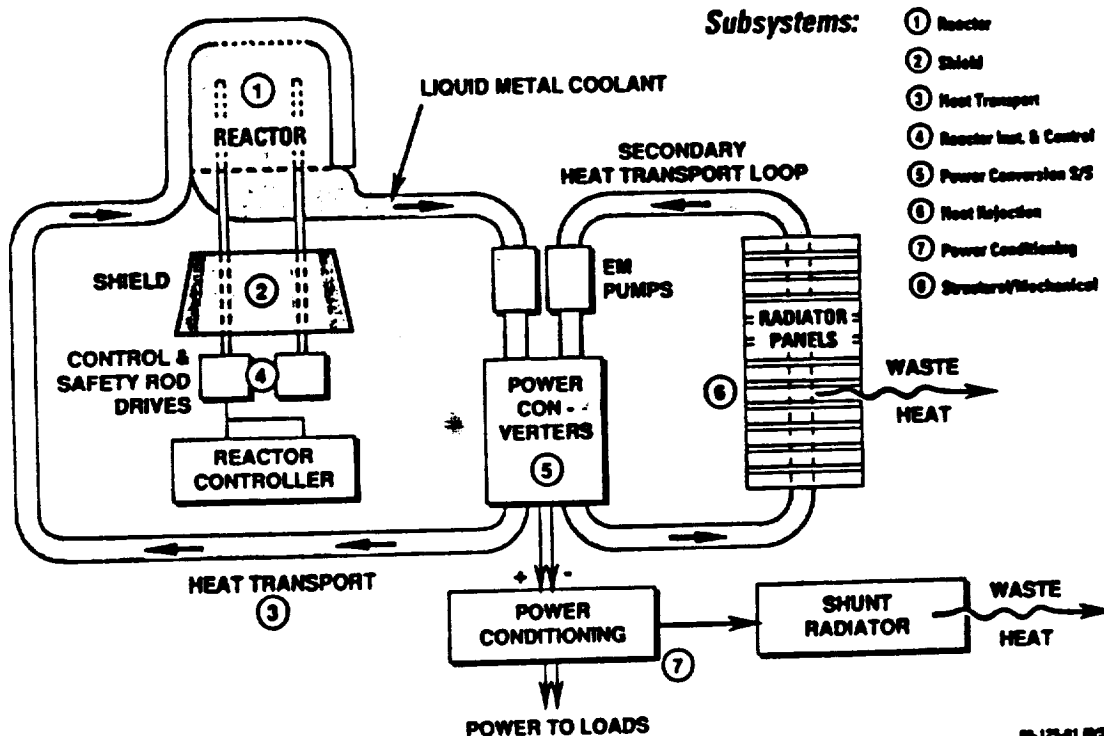 Subsystems:
① Reactor
② Shield
③ Heat Transport
④ Reactor Inst. & Control
⑤ Power Conversion S/S
⑥ Heat Rejection
⑦ Power Conditioning
⑧ Structural/Mechanical
①
REACTOR
LIQUID METAL COOLANT
SECONDARY
HEAT TRANSPORT LOOP
SHIELD
②
EM
PUMPS
RADIATOR
PANELS
CONTROL &
SAFETY ROD
DRIVES
④
POWER
CON-
VERTERS
⑤
⑥
WASTE
HEAT
REACTOR
CONTROLLER
HEAT TRANSPORT
③
+ -
POWER
CONDITIONING
⑦
SHUNT
RADIATOR
WASTE
HEAT
POWER TO LOADS